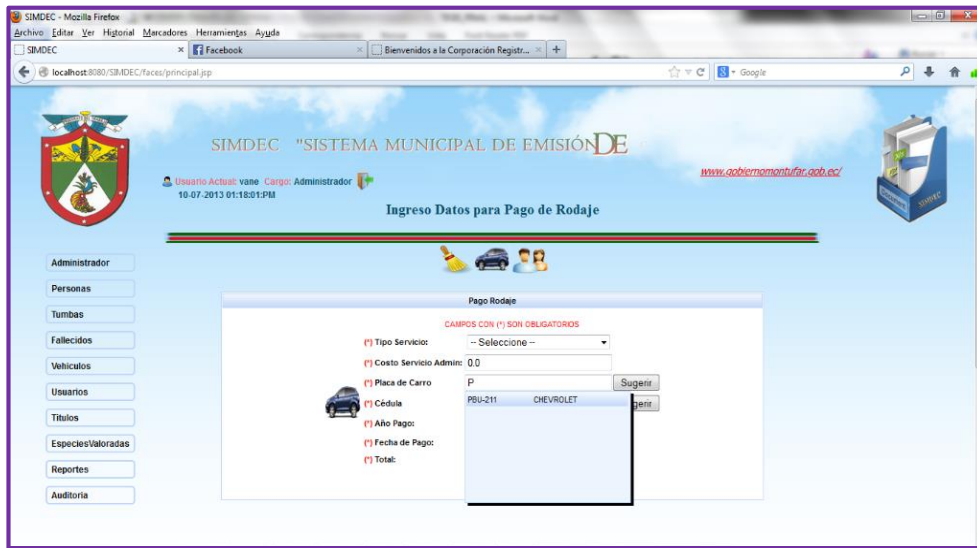 SIMDEC - Mozilla Firefox
Archivo Editar Ver Historial Marcadores Herramientas Ayuda
SIMDEC × Facebook × Bienvenidos a la Corporación Registr... × +
localhost:8080/SIMDEC/faces/principal.jsp Google
SIMDEC "SISTEMA MUNICIPAL DE EMISIÓN DE
www.gobiernomontufar.gob.ec/
Usuario Actual: vane Cargo: Administrador
10-07-2013 01:18:01:PM
Ingreso Datos para Pago de Rodaje
Administrador
Personas
Tumbas
Fallecidos
Vehiculos
Usuarios
Titulos
EspeciesValoradas
Reportes
Auditoria
Pago Rodaje
CAMPOS CON (*) SON OBLIGATORIOS
(*) Tipo Servicio: -- Seleccione --
(*) Costo Servicio Admin: 0.0
(*) Placa de Carro P Sugerir
PBU-211 CHEVROLET
(*) Cédula gerir
(*) Año Pago:
(*) Fecha de Pago:
(*) Total:
SIMDEC